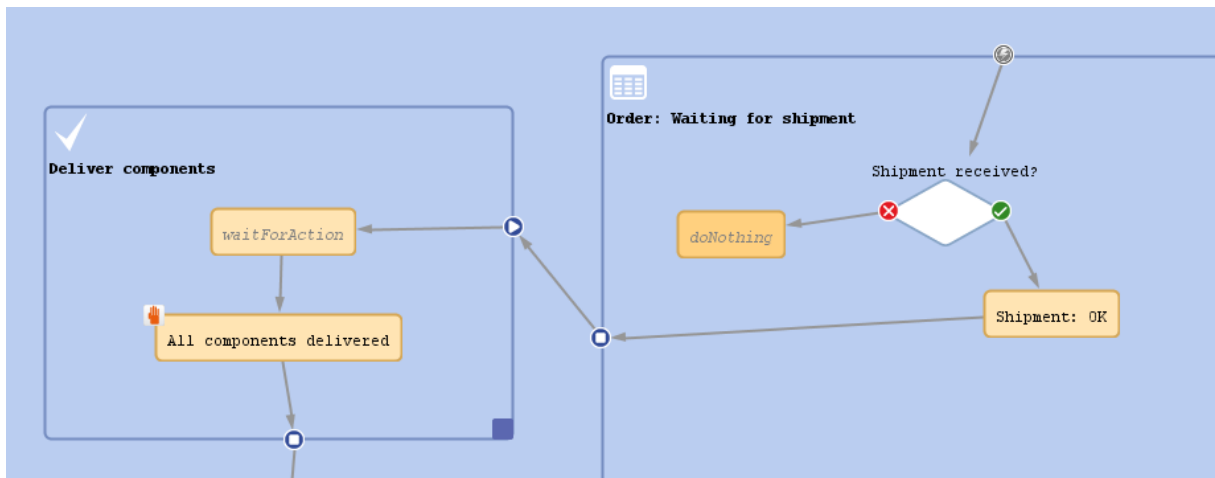 Order: Waiting for shipment
Deliver components
Shipment received?
waitForAction
doNothing
All components delivered
Shipment: OK